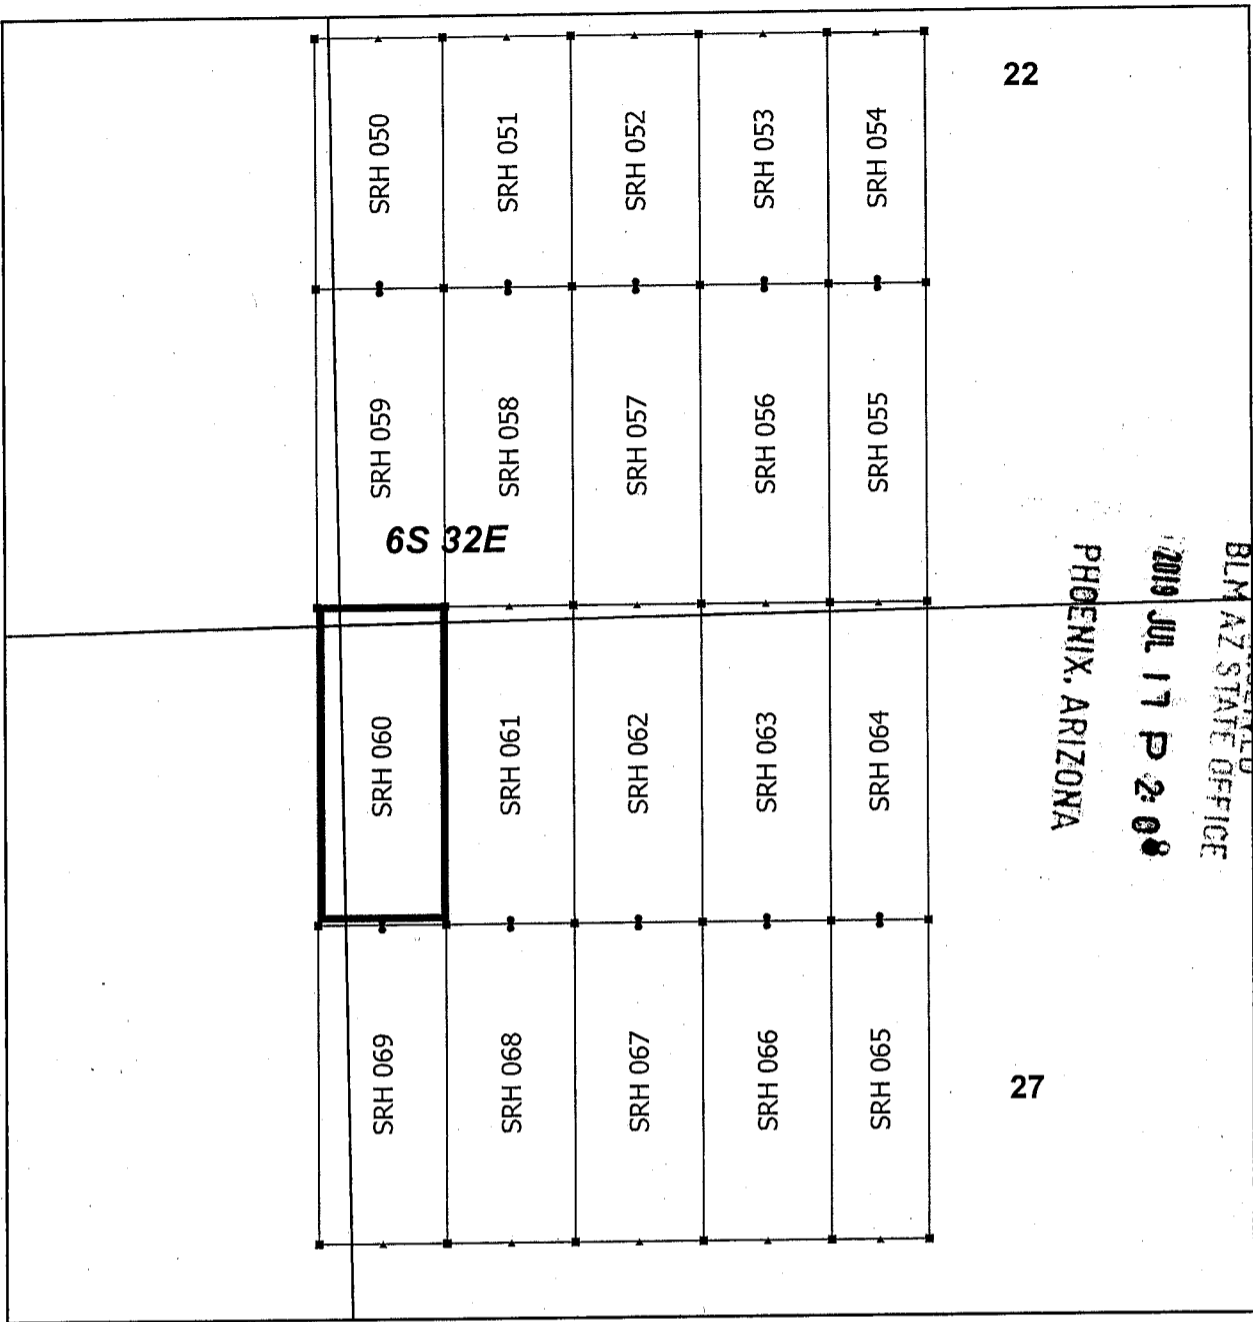 22
SRH 050
SRH 051
SRH 052
SRH 053
SRH 054
SRH 059
SRH 058
SRH 057
SRH 056
SRH 055
6S 32E
SRH 060
SRH 061
SRH 062
SRH 063
SRH 064
SRH 069
SRH 068
SRH 067
SRH 066
SRH 065
27
BLM AZ STATE OFFICE
2019 JUL 17 P 2:08
PHOENIX, ARIZONA